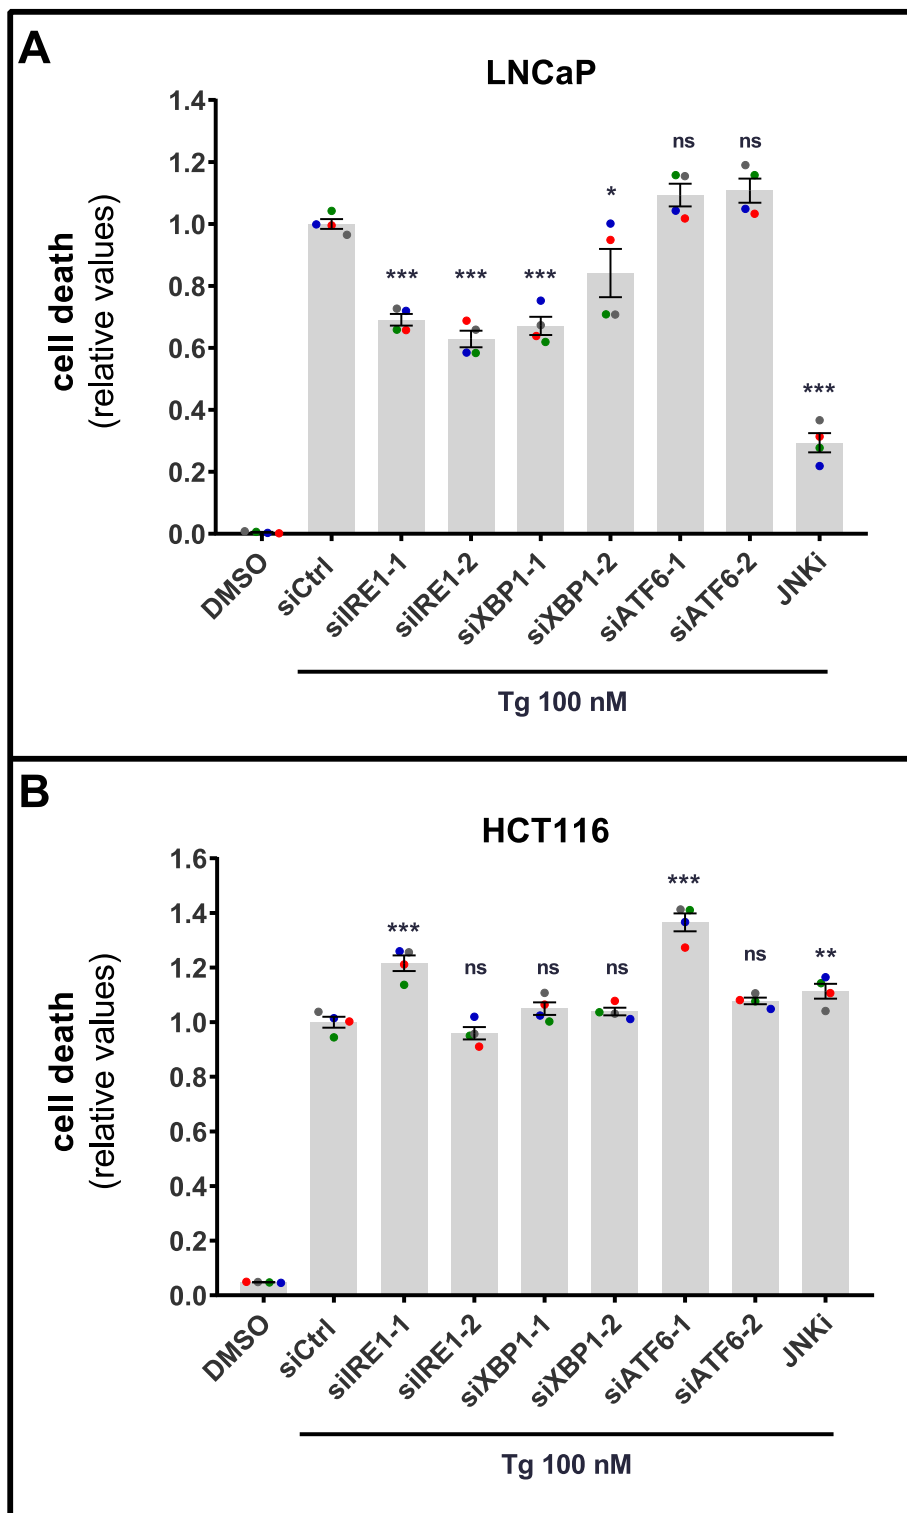 A
LNCaP
cell death
(relative values)
1.4
1.2
1.0
0.8
0.6
0.4
0.2
0.0
ns
ns
*
***
***
***
***
DMSO
siCtrl
siIRE1-1
siIRE1-2
siXBP1-1
siXBP1-2
siATF6-1
siATF6-2
JNKi
Tg 100 nM
B
HCT116
cell death
(relative values)
1.6
1.4
1.2
1.0
0.8
0.6
0.4
0.2
0.0
***
ns
ns
ns
***
ns
**
DMSO
siCtrl
siIRE1-1
siIRE1-2
siXBP1-1
siXBP1-2
siATF6-1
siATF6-2
JNKi
Tg 100 nM